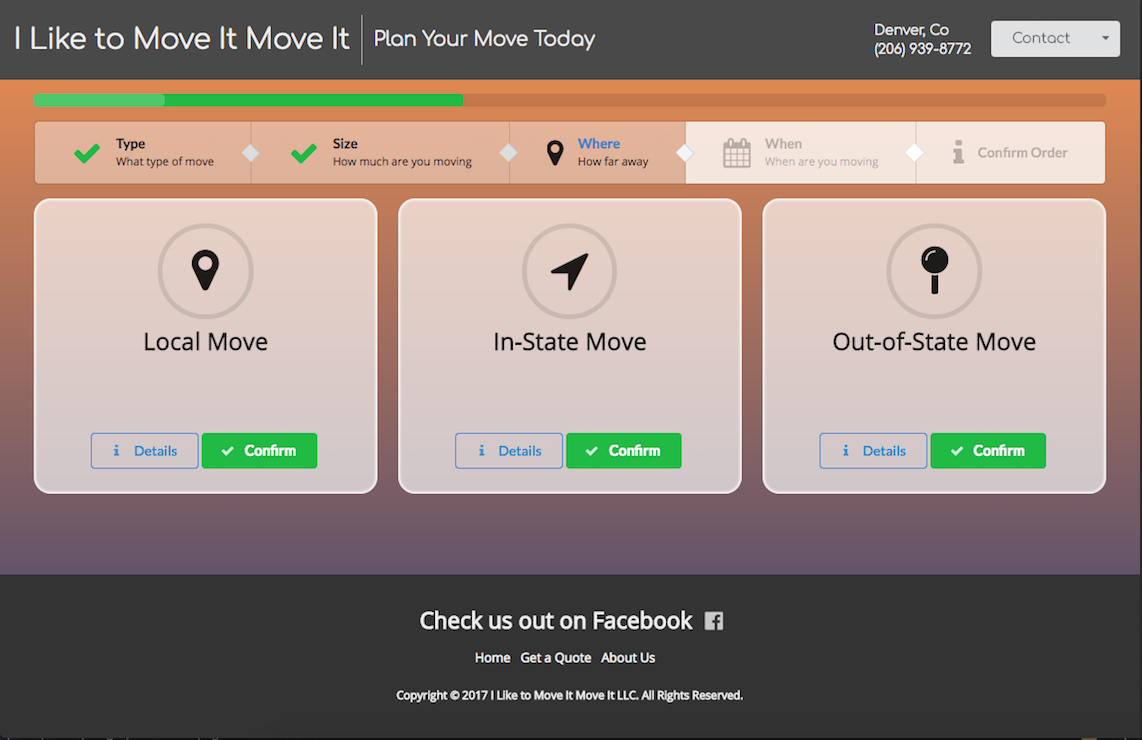 I Like to Move It Move It
Plan Your Move Today
Denver, Co
(206) 939-8772
Contact
Type
What type of move
Size
How much are you moving
Where
How far away
When
When are you moving
Confirm Order
Local Move
Details
Confirm
In-State Move
Details
Confirm
Out-of-State Move
Details
Confirm
Check us out on Facebook
Home Get a Quote About Us
Copyright © 2017 I Like to Move It Move It LLC. All Rights Reserved.